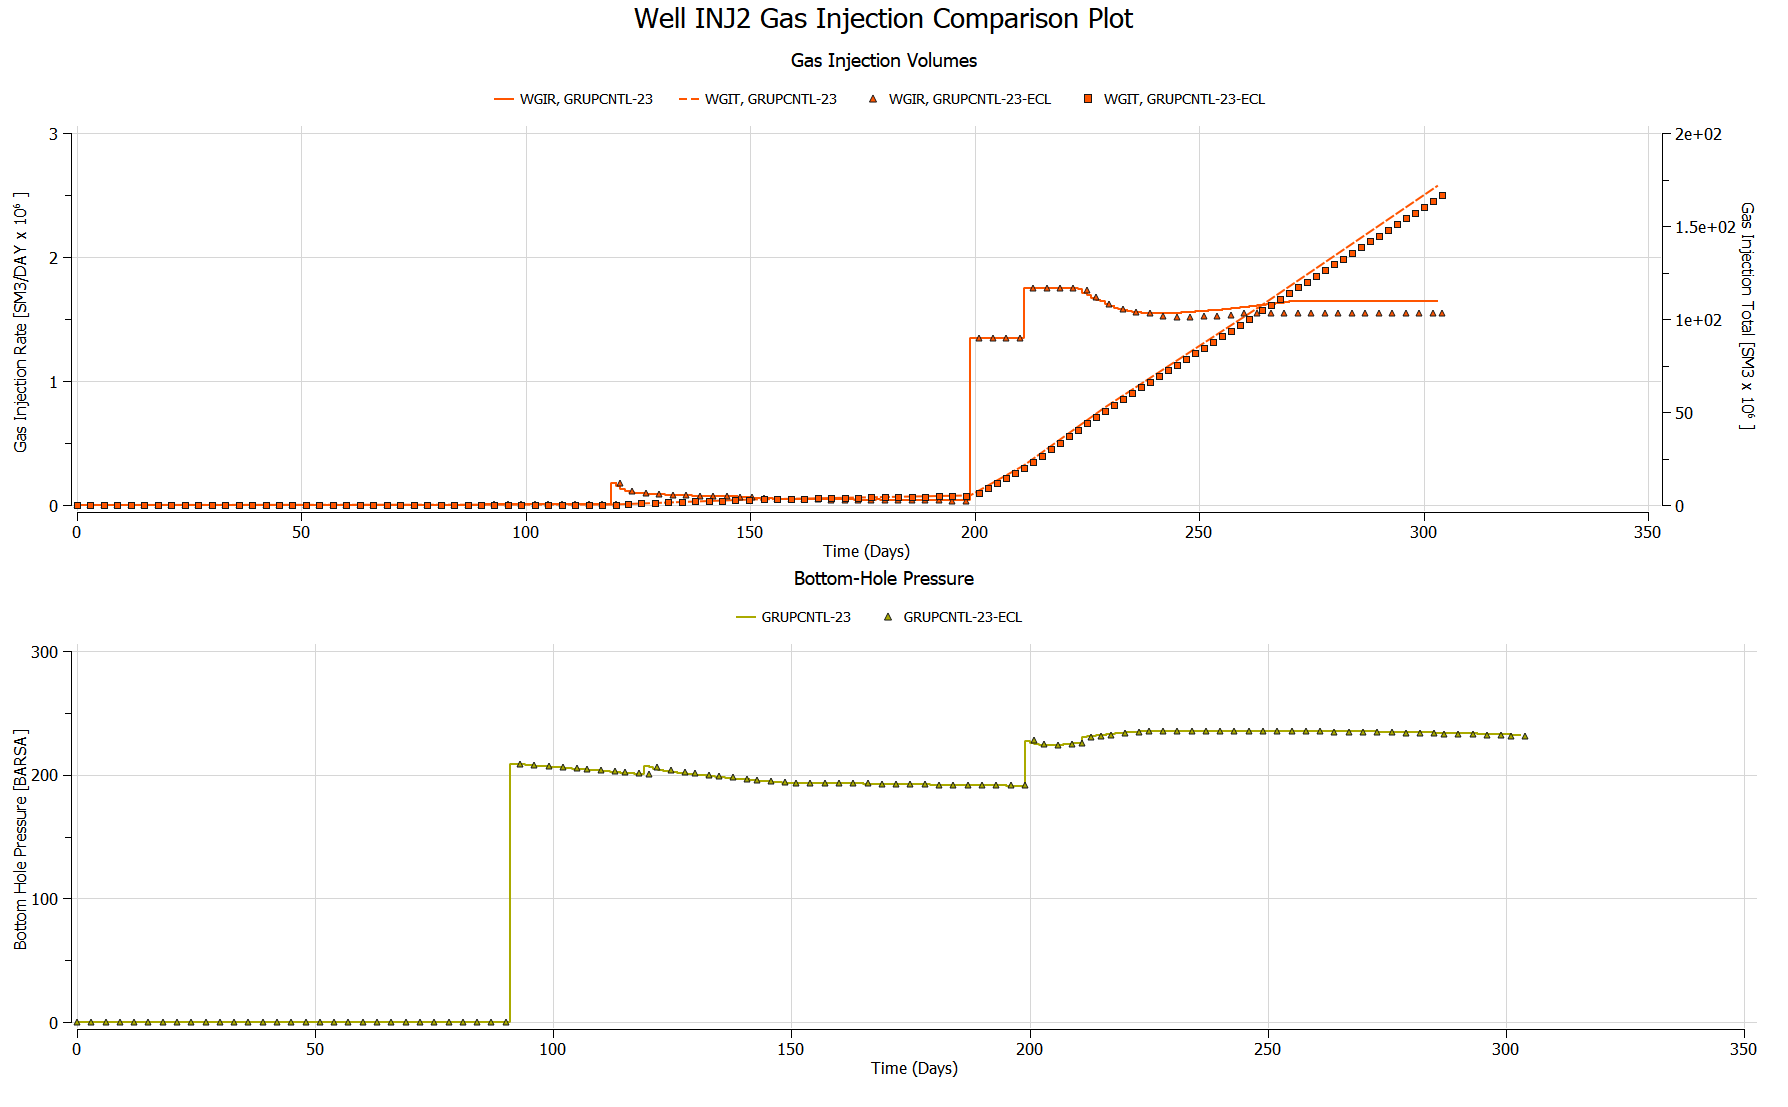 Well INJ2 Gas Injection Comparison Plot
Gas Injection Volumes
WGIR, GRUPCNTL-23 WGIT, GRUPCNTL-23 WGIR, GRUPCNTL-23-ECL WGIT, GRUPCNTL-23-ECL
Gas Injection Rate [SM3/DAY x 10⁶ ]
3
2
1
0
2e+02
1.5e+02
1e+02
50
0
Gas Injection Total [SM3 x 10⁶ ]
0 50 100 150 200 250 300 350
Time (Days)
Bottom-Hole Pressure
GRUPCNTL-23 GRUPCNTL-23-ECL
Bottom Hole Pressure [BARSA]
300
200
100
0
0 50 100 150 200 250 300 350
Time (Days)